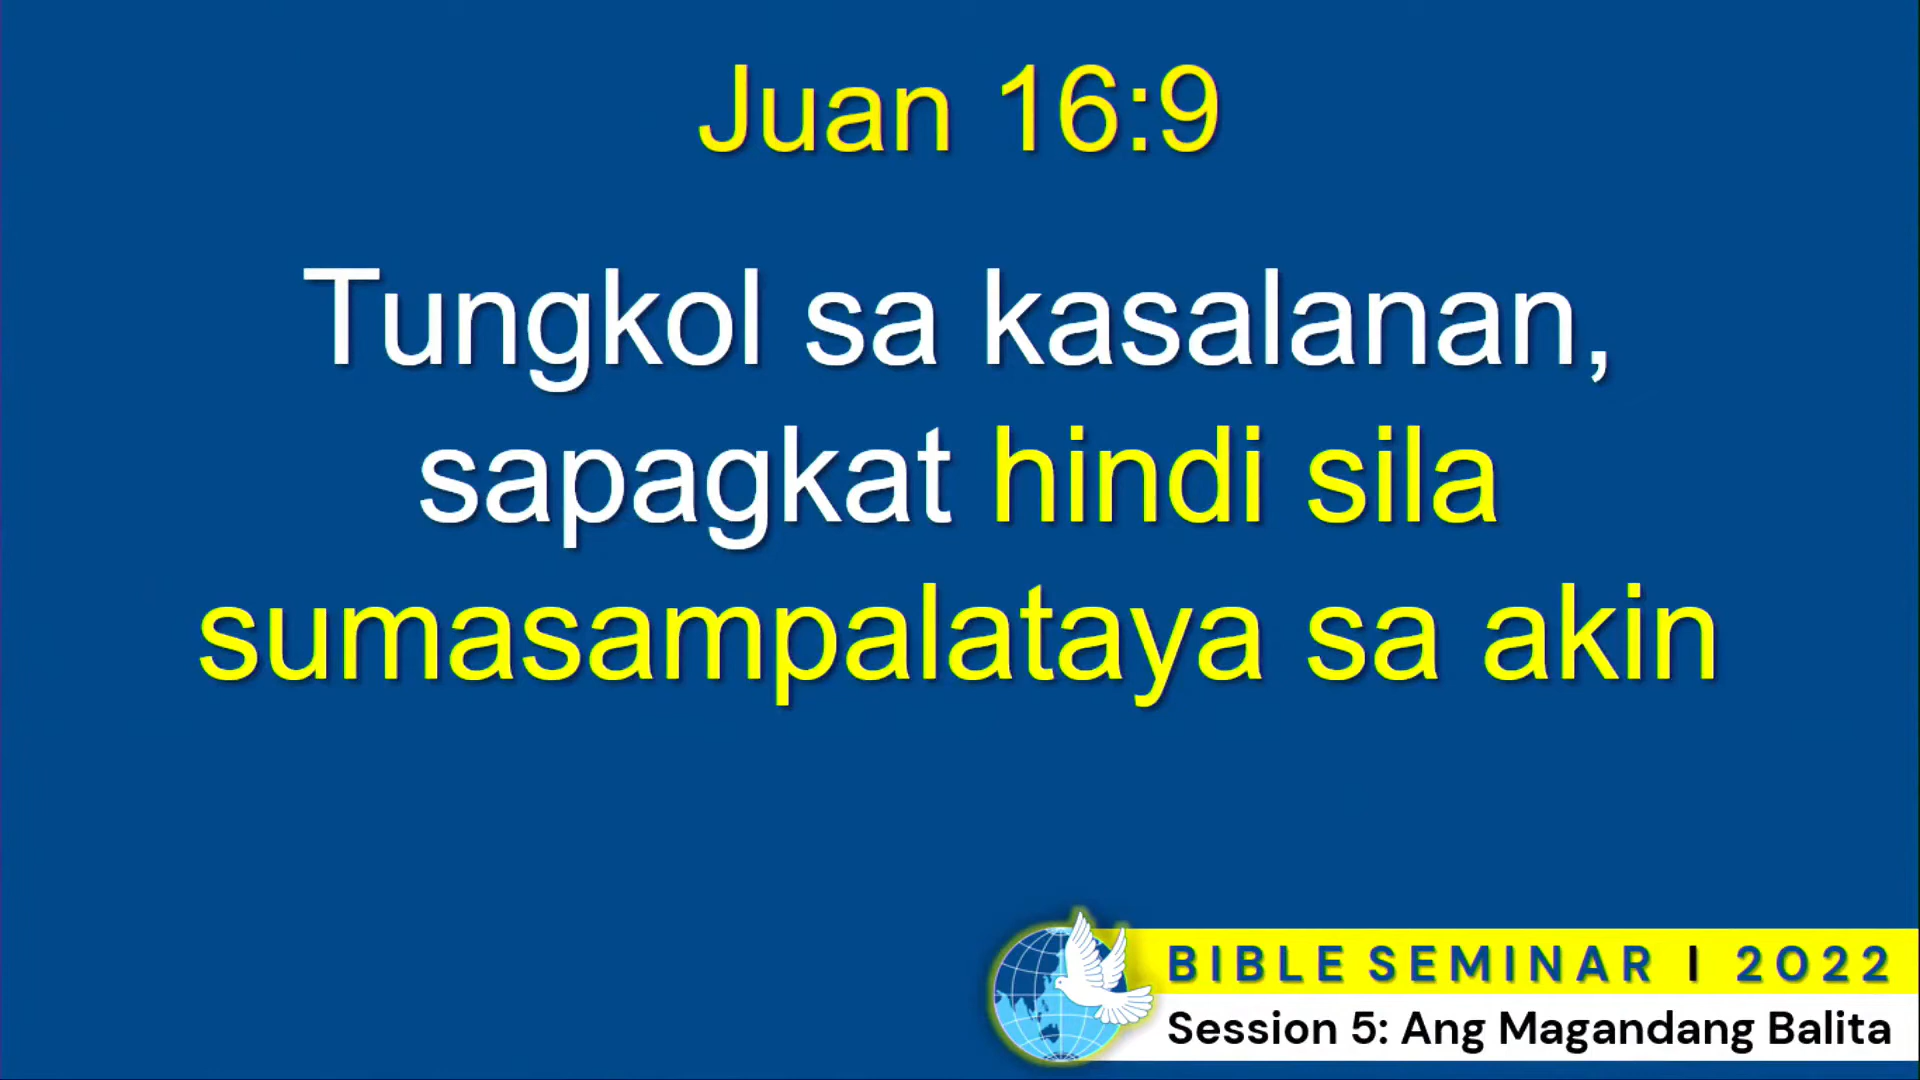 Juan 16:9
Tungkol sa kasalanan,
sapagkat hindi sila
sumasampalataya sa akin
BIBLE SEMINAR | 2022
Session 5: Ang Magandang Balita